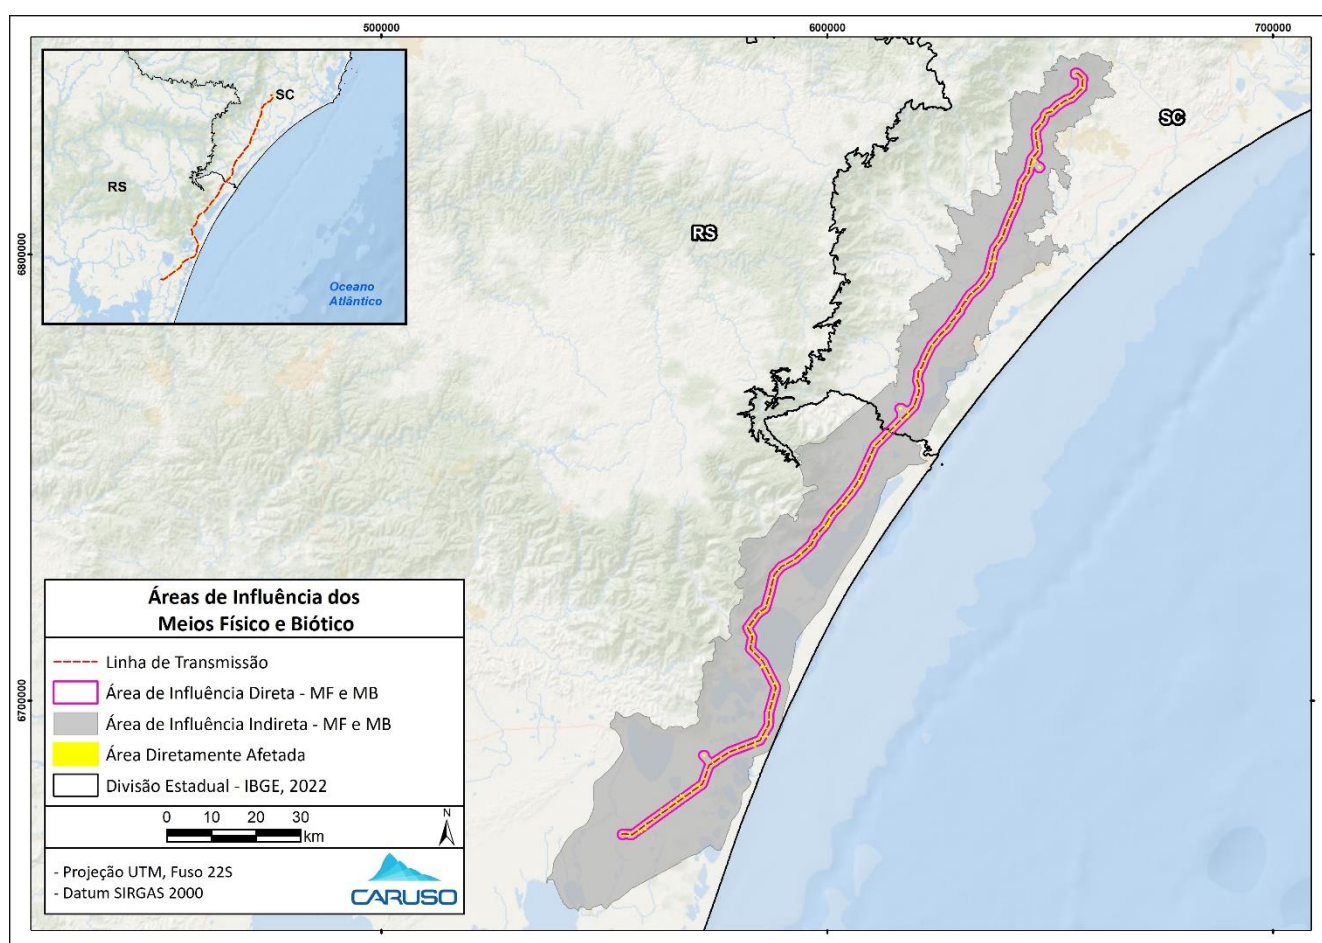 500000
600000
700000
SC
RS
Oceano
Atlântico
SC
RS
6800000
6700000
Áreas de Influência dos
Meios Físico e Biótico
Linha de Transmissão
Área de Influência Direta - MF e MB
Área de Influência Indireta - MF e MB
Área Diretamente Afetada
Divisão Estadual - IBGE, 2022
0 10 20 30
km
N
- Projeção UTM, Fuso 22S
- Datum SIRGAS 2000
CARUSO